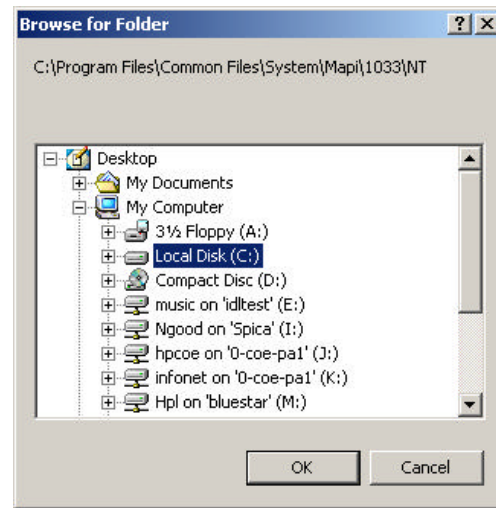 Browse for Folder
C:\Program Files\Common Files\System\Mapi\1033\NT
Desktop
My Documents
My Computer
3½ Floppy (A:)
Local Disk (C:)
Compact Disc (D:)
music on 'idltest' (E:)
Ngood on 'Spica' (I:)
hpcoe on '0-coe-pa1' (J:)
infonet on '0-coe-pa1' (K:)
Hpl on 'bluestar' (M:)
OK Cancel